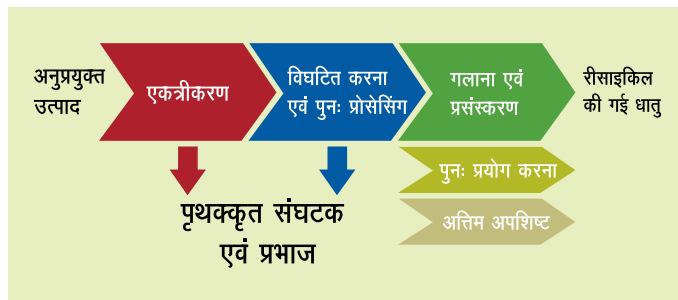 अनुप्रयुक्त
उत्पाद
एकत्रीकरण
विघटित करना
एवं पुनः प्रोसेसिंग
गलाना एवं
प्रसंस्करण
रीसाइकिल
की गई धातु
पुनः प्रयोग करना
अत्तिम अपशिष्ट
पृथक्कृत संघटक
एवं प्रभाज